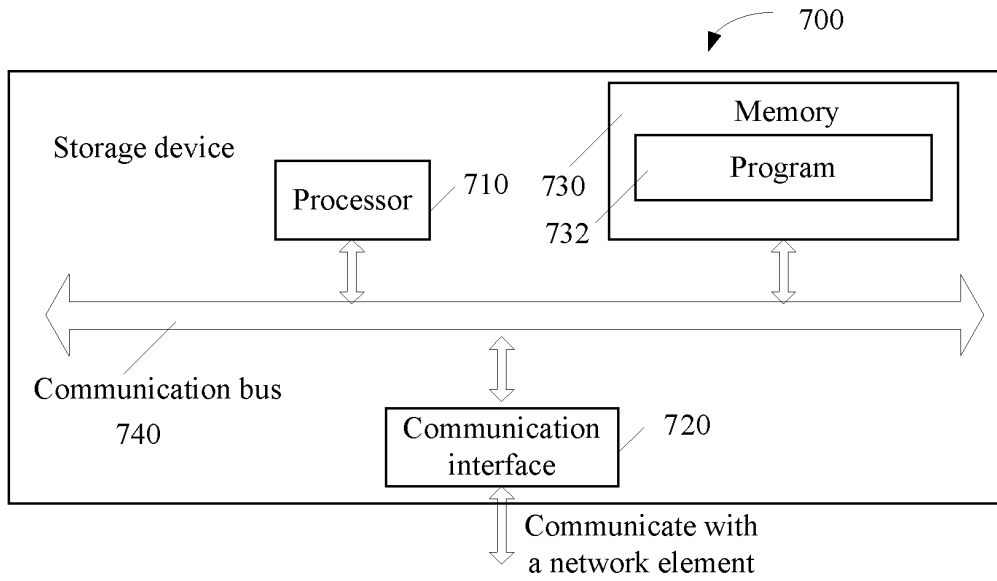 700
Memory
Storage device
Program
Processor
710
730
732
Communication bus
740
Communication
interface
720
Communicate with
a network element